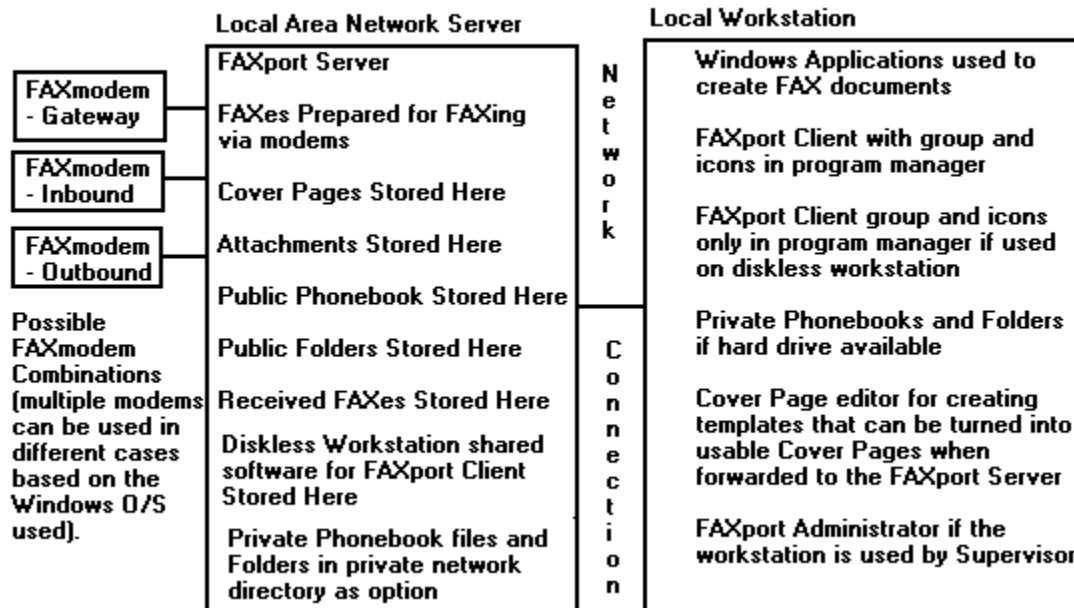 Local Area Network Server
Local Workstation
FAXmodem
- Gateway
FAXmodem
- Inbound
FAXmodem
- Outbound
Possible
FAXmodem
Combinations
(multiple modems
can be used in
different cases
based on the
Windows O/S
used).
FAXport Server
FAXes Prepared for FAXing
via modems
Cover Pages Stored Here
Attachments Stored Here
Public Phonebook Stored Here
Public Folders Stored Here
Received FAXes Stored Here
Diskless Workstation shared
software for FAXport Client
Stored Here
Private Phonebook files and
Folders in private network
directory as option
Network
Connection
Windows Applications used to
create FAX documents
FAXport Client with group and
icons in program manager
FAXport Client group and icons
only in program manager if used
on diskless workstation
Private Phonebooks and Folders
if hard drive available
Cover Page editor for creating
templates that can be turned into
usable Cover Pages when
forwarded to the FAXport Server
FAXport Administrator if the
workstation is used by Supervisor